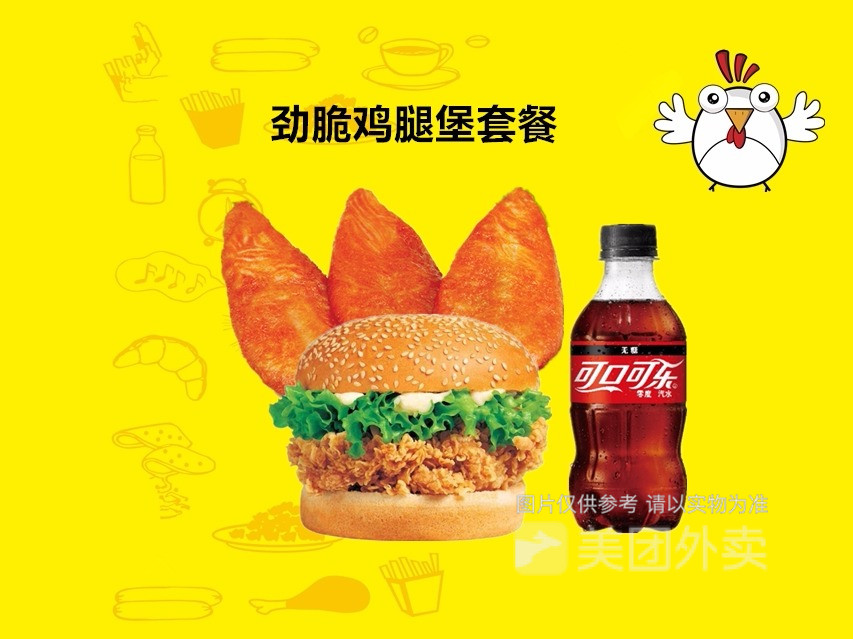 劲脆鸡腿堡套餐
无糖
可口可乐
零度 汽水
图片仅供参考 请以实物为准
美团外卖